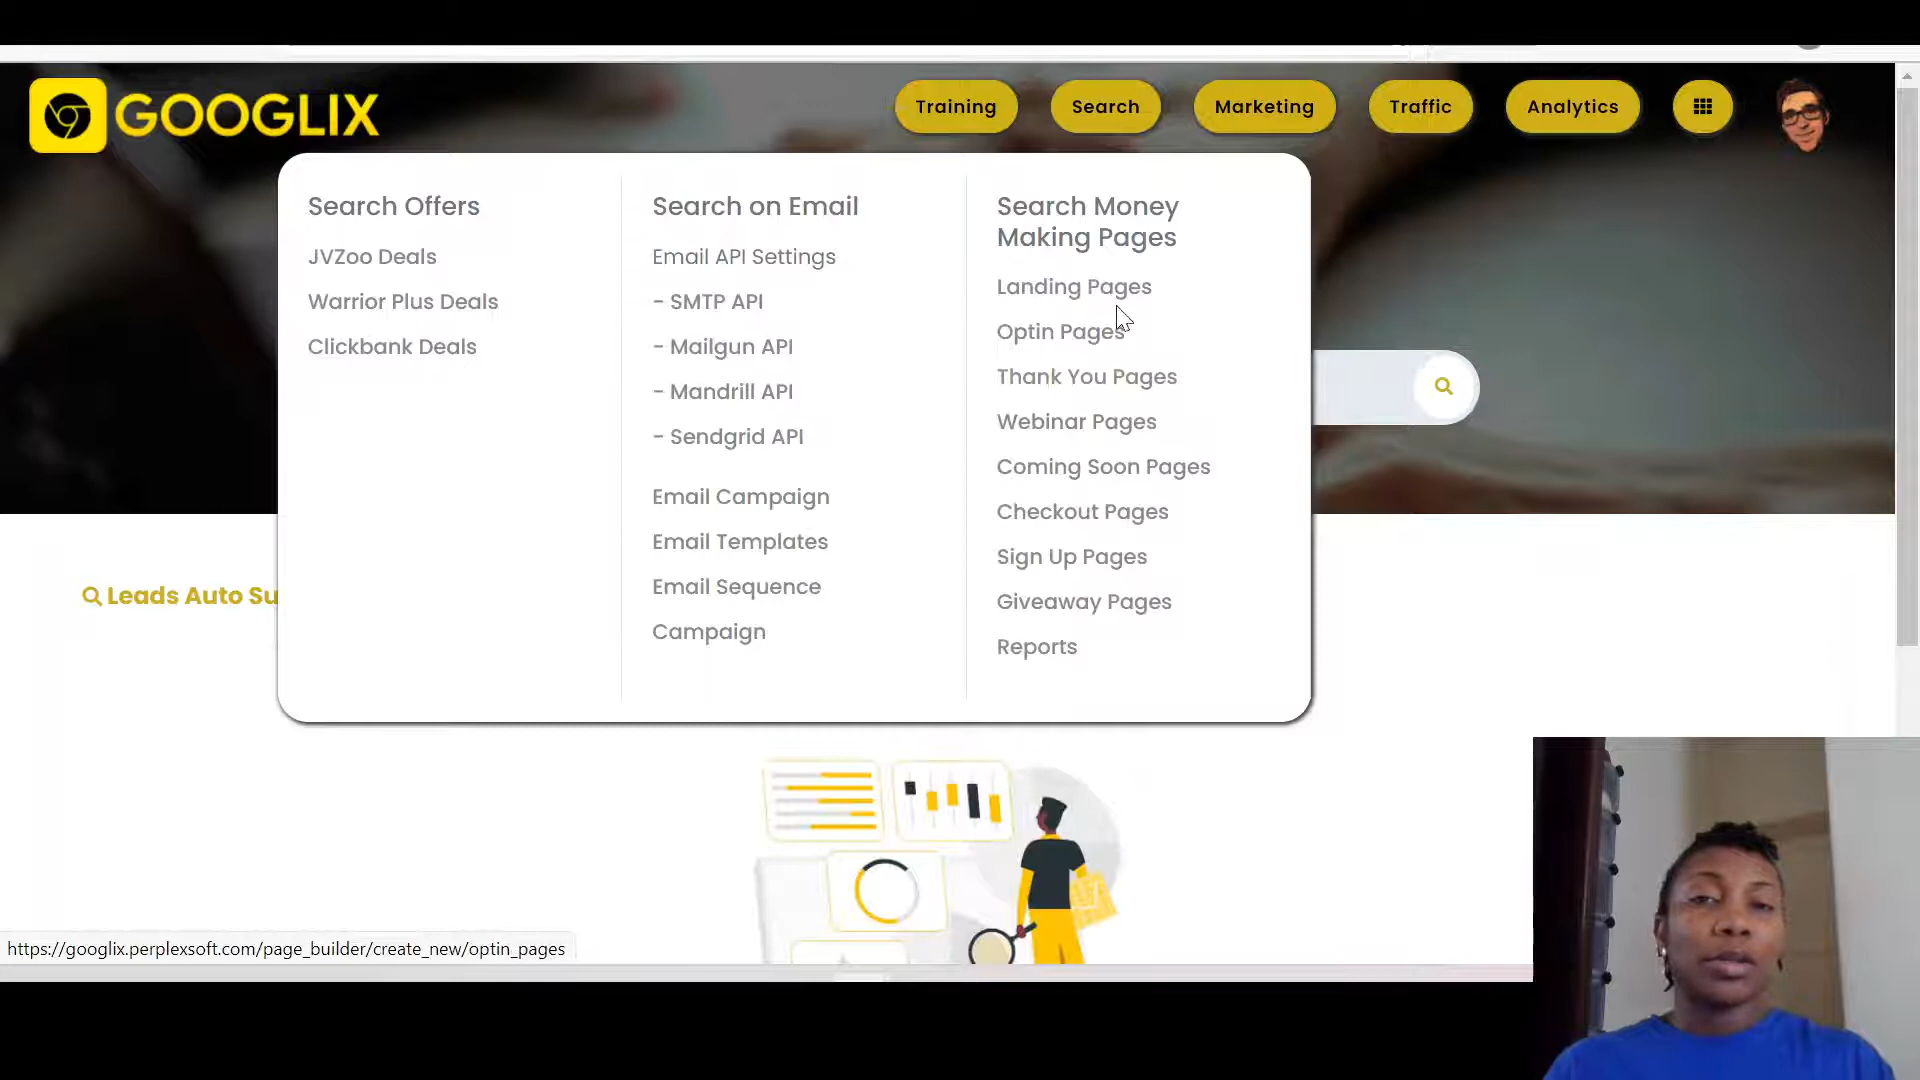 GOOGLIX
Training
Search
Marketing
Traffic
Analytics
Search Offers
JVZoo Deals
Warrior Plus Deals
Clickbank Deals
Search on Email
Email API Settings
- SMTP API
- Mailgun API
- Mandrill API
- Sendgrid API
Email Campaign
Email Templates
Email Sequence
Campaign
Search Money
Making Pages
Landing Pages
Optin Pages
Thank You Pages
Webinar Pages
Coming Soon Pages
Checkout Pages
Sign Up Pages
Giveaway Pages
Reports
Leads Auto Su
https://googlix.perplexsoft.com/page_builder/create_new/optin_pages